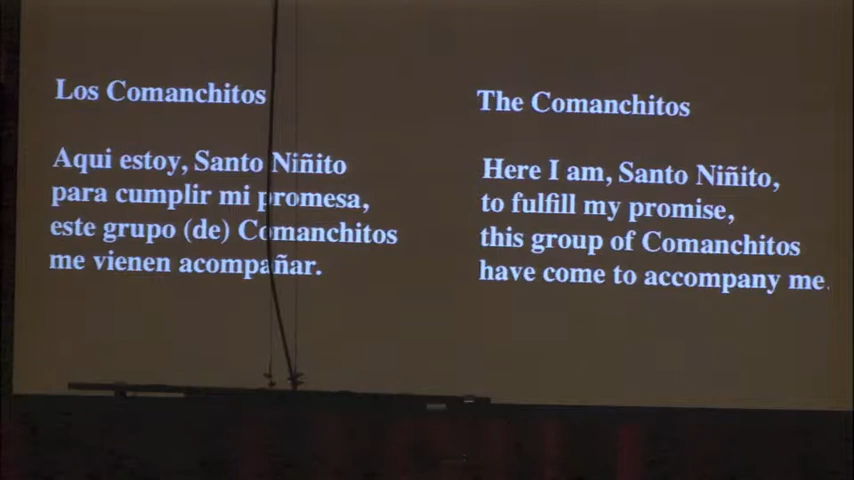 Los Comanchitos
Aqui estoy, Santo Niñito
para cumplir mi promesa,
este grupo (de) Comanchitos
me vienen acompañar.
The Comanchitos
Here I am, Santo Niñito,
to fulfill my promise,
this group of Comanchitos
have come to accompany me.